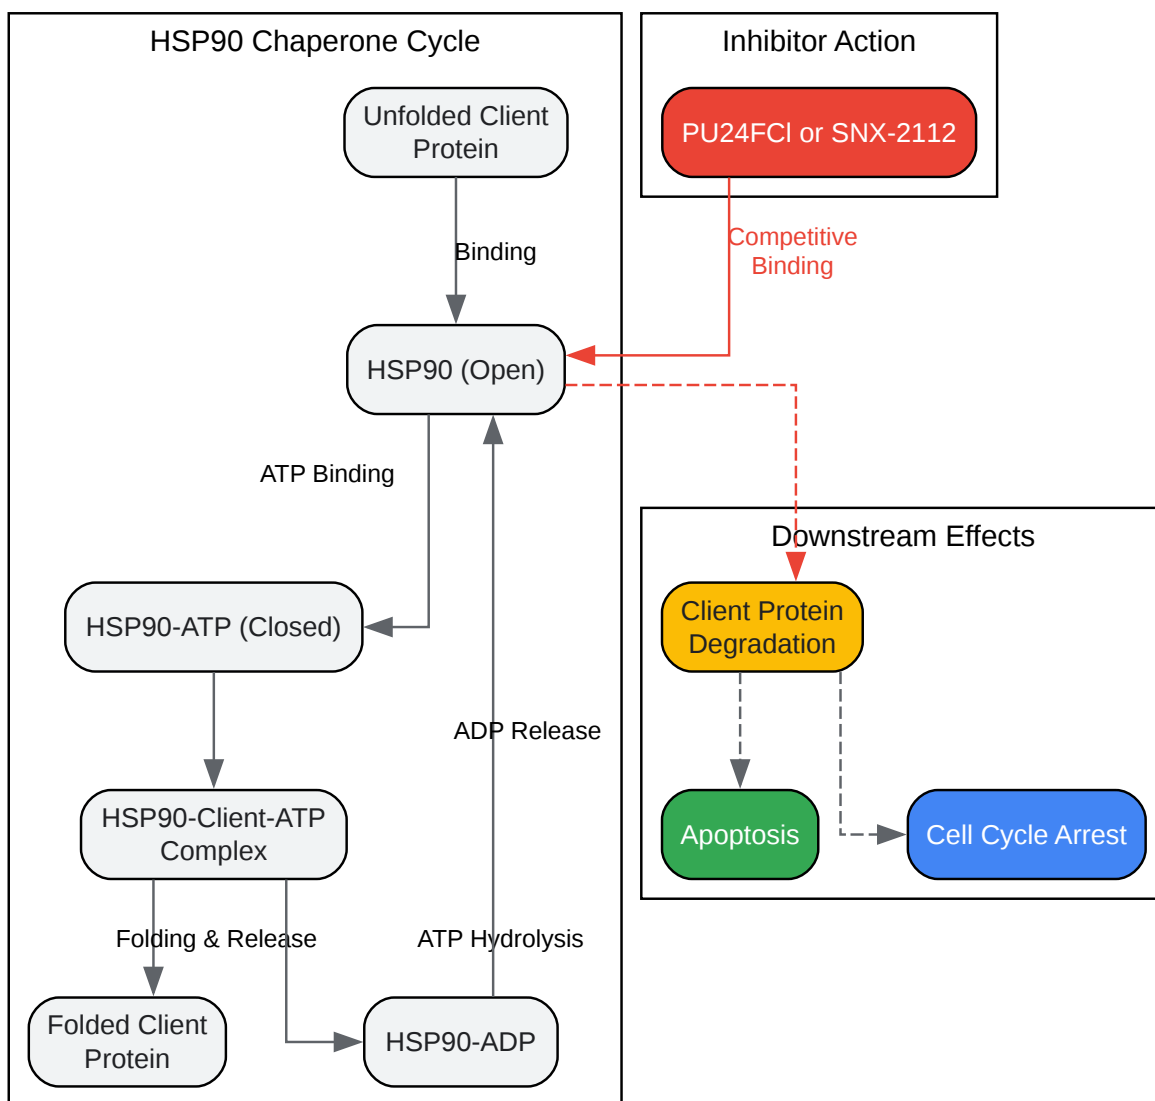 HSP90 Chaperone Cycle
Inhibitor Action
Unfolded Client
Protein
PU24FCl or SNX-2112
Binding
Competitive
Binding
HSP90 (Open)
ATP Binding
Downstream Effects
HSP90-ATP (Closed)
Client Protein
Degradation
ADP Release
HSP90-Client-ATP
Complex
Apoptosis
Cell Cycle Arrest
Folding & Release
ATP Hydrolysis
Folded Client
Protein
HSP90-ADP